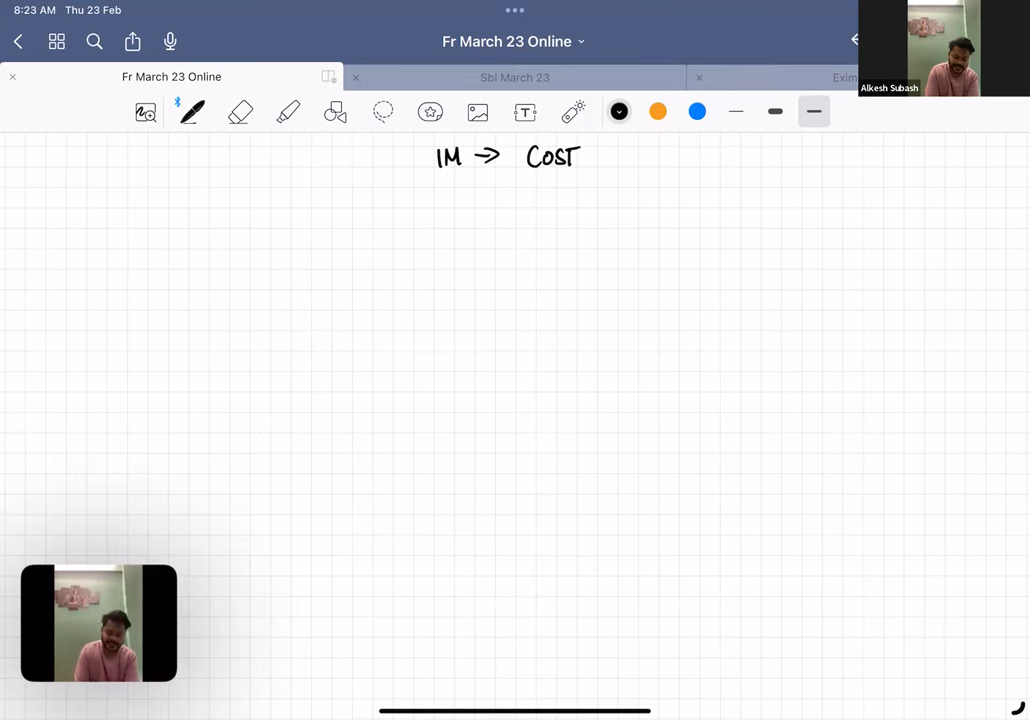 8:23 AM Thu 23 Feb
Fr March 23 Online
Alkesh Subash
Fr March 23 Online
Sbl March 23
Exim
T
IM → COST